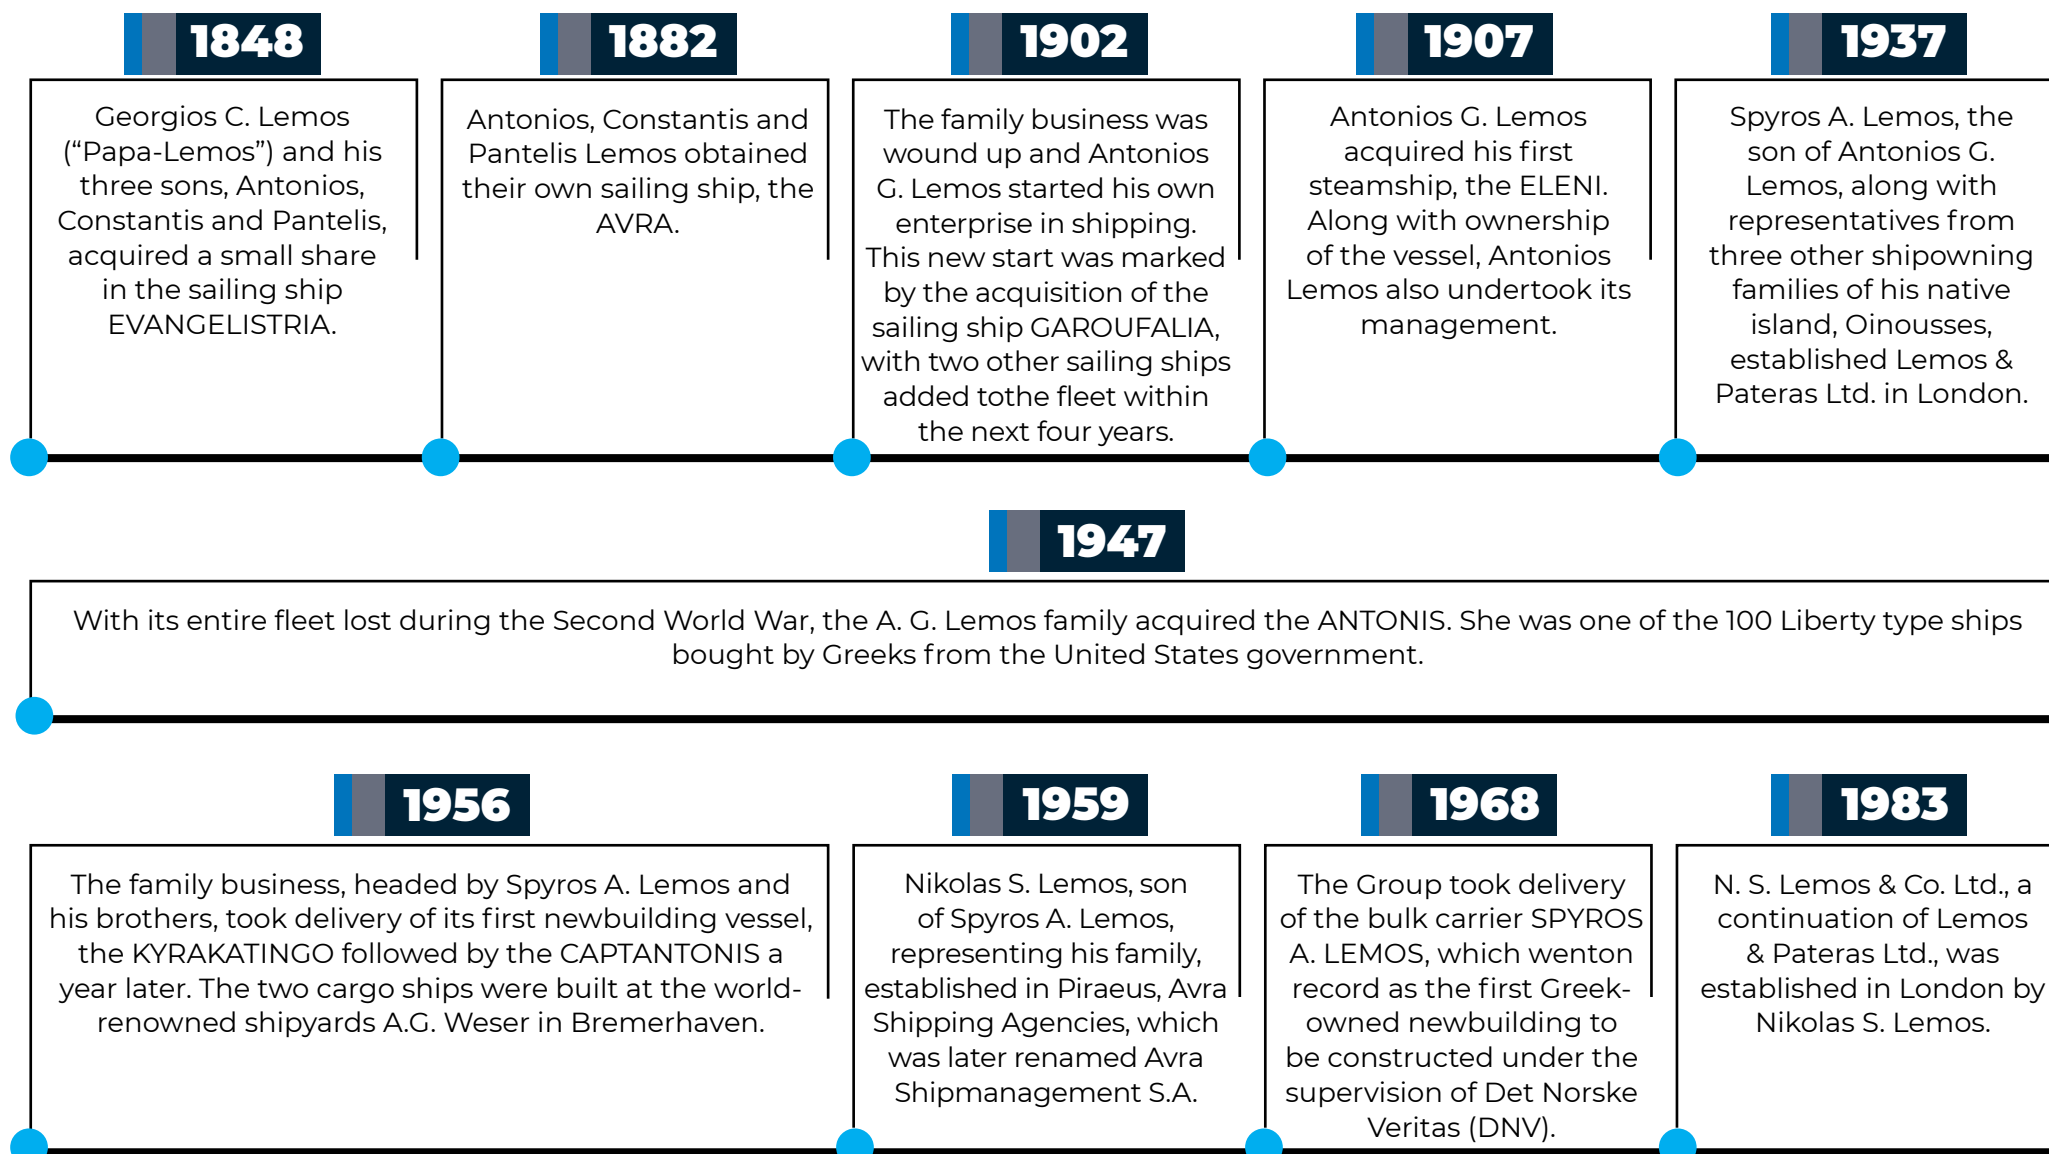 1848
Georgios C. Lemos
(“Papa-Lemos”) and his
three sons, Antonios,
Constantis and Pantelis,
acquired a small share
in the sailing ship
EVANGELISTRIA.
1882
Antonios, Constantis and
Pantelis Lemos obtained
their own sailing ship, the
AVRA.
1902
The family business was
wound up and Antonios
G. Lemos started his own
enterprise in shipping.
This new start was marked
by the acquisition of the
sailing ship GAROUFALIA,
with two other sailing ships
added tothe fleet within
the next four years.
1907
Antonios G. Lemos
acquired his first
steamship, the ELENI.
Along with ownership
of the vessel, Antonios
Lemos also undertook its
management.
1937
Spyros A. Lemos, the
son of Antonios G.
Lemos, along with
representatives from
three other shipowning
families of his native
island, Oinousses,
established Lemos &
Pateras Ltd. in London.
1947
With its entire fleet lost during the Second World War, the A. G. Lemos family acquired the ANTONIS. She was one of the 100 Liberty type ships
bought by Greeks from the United States government.
1956
The family business, headed by Spyros A. Lemos and
his brothers, took delivery of its first newbuilding vessel,
the KYRAKATINGO followed by the CAPTANTONIS a
year later. The two cargo ships were built at the world-
renowned shipyards A.G. Weser in Bremerhaven.
1959
Nikolas S. Lemos, son
of Spyros A. Lemos,
representing his family,
established in Piraeus, Avra
Shipping Agencies, which
was later renamed Avra
Shipmanagement S.A.
1968
The Group took delivery
of the bulk carrier SPYROS
A. LEMOS, which wenton
record as the first Greek-
owned newbuilding to
be constructed under the
supervision of Det Norske
Veritas (DNV).
1983
N. S. Lemos & Co. Ltd., a
continuation of Lemos
& Pateras Ltd., was
established in London by
Nikolas S. Lemos.